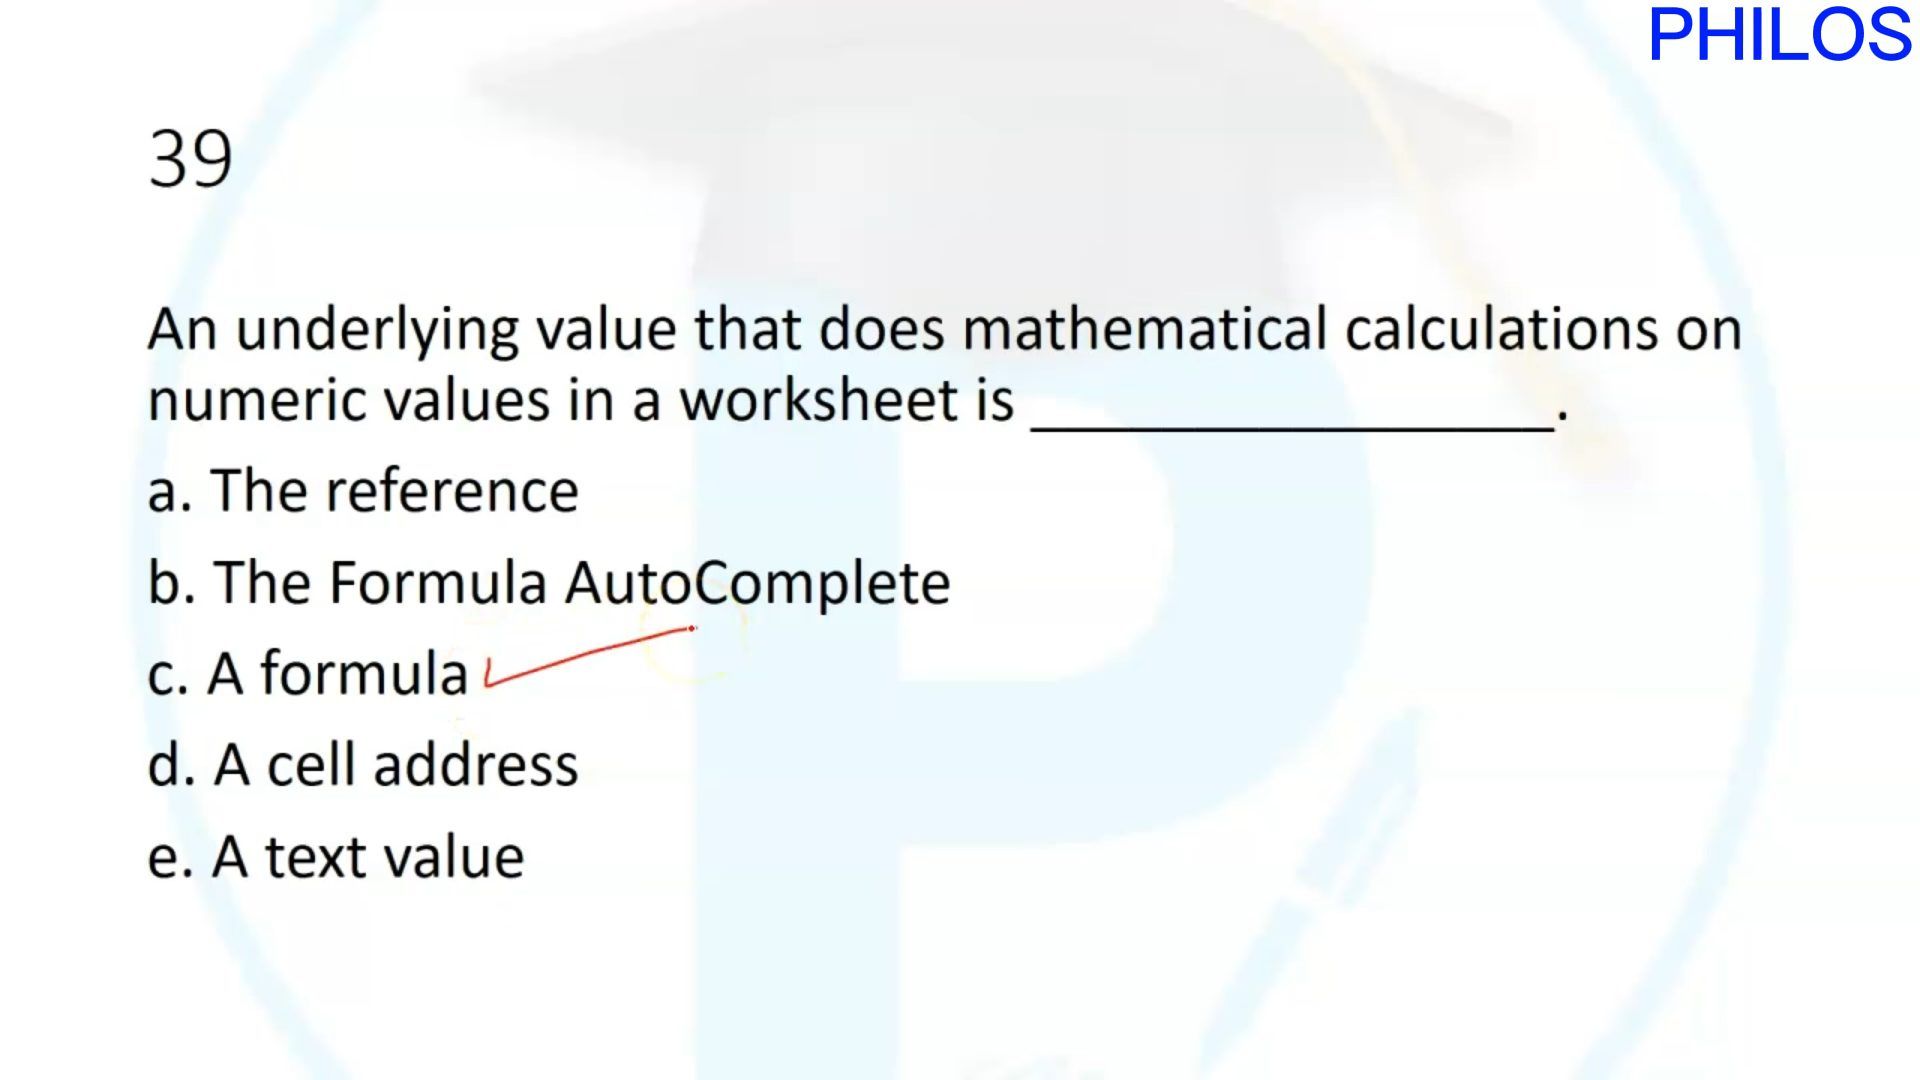 PHILOS
39
An underlying value that does mathematical calculations on
numeric values in a worksheet is ________________.
a. The reference
b. The Formula AutoComplete
c. A formula
d. A cell address
e. A text value